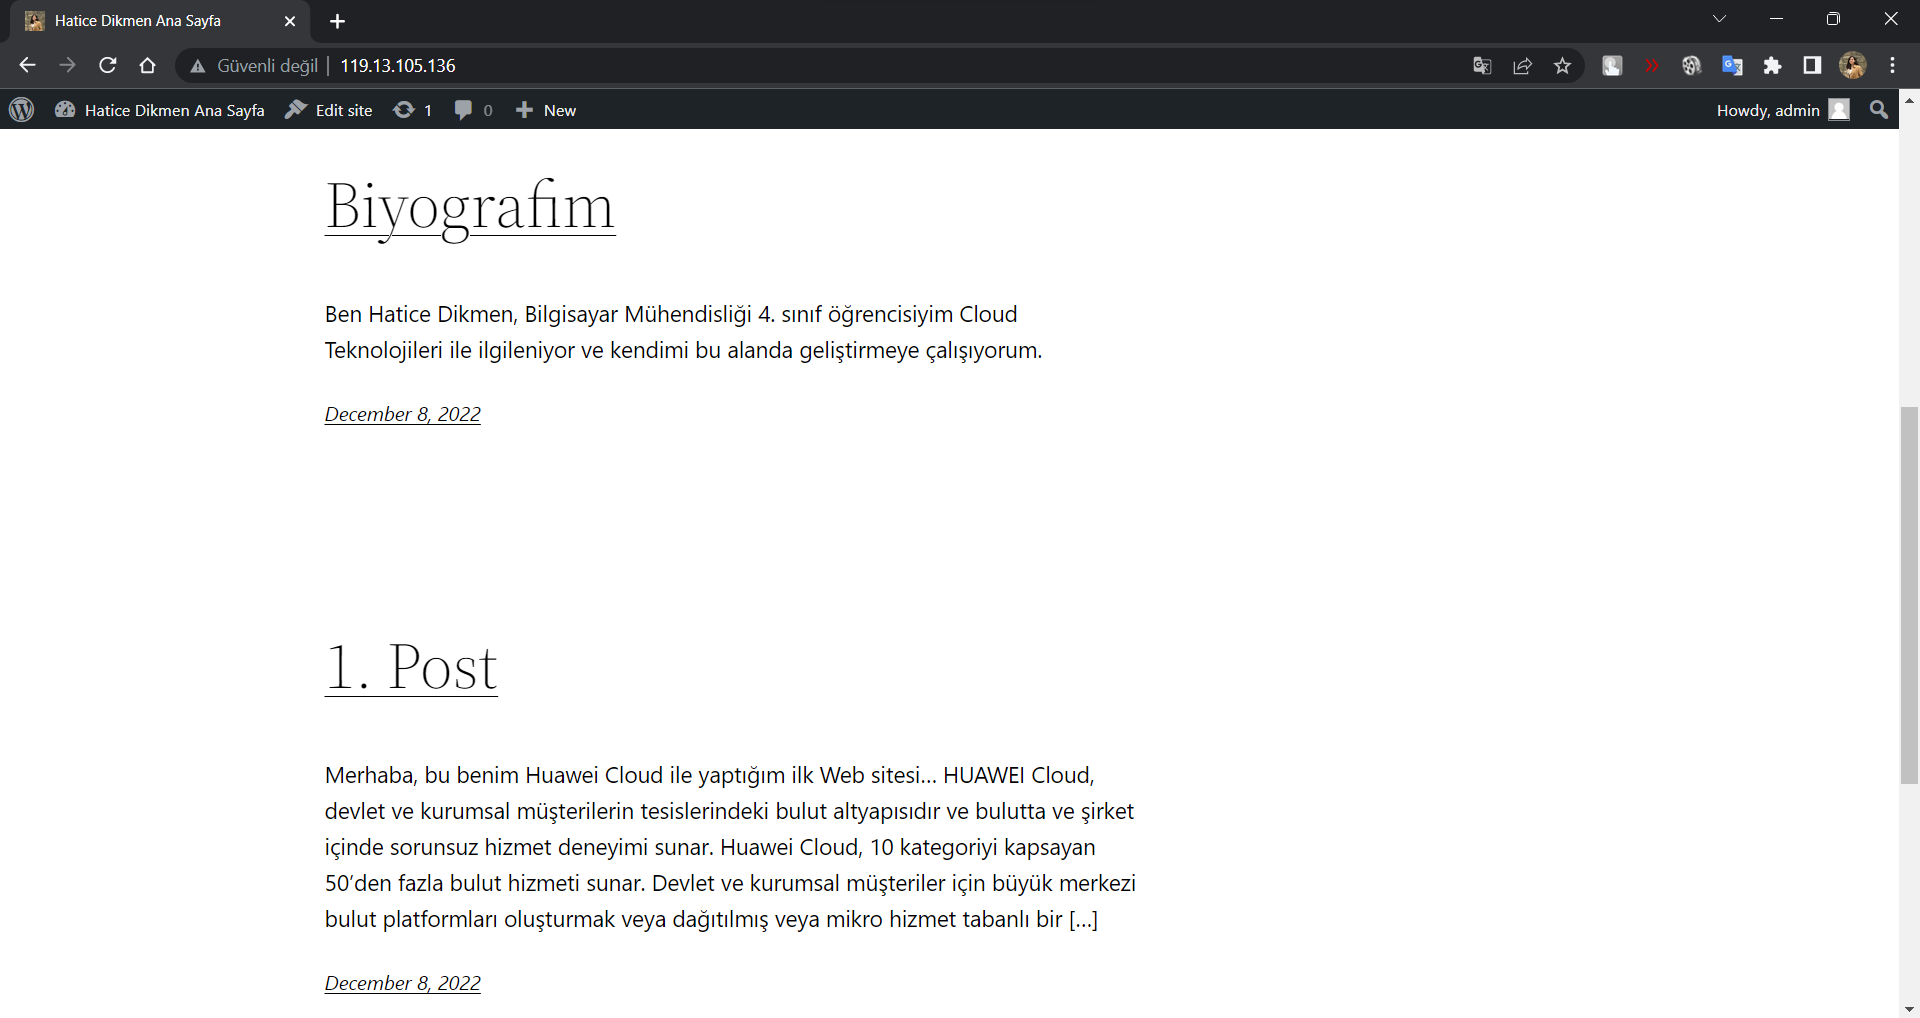 Hatice Dikmen Ana Sayfa
Güvenli değil | 119.13.105.136
Hatice Dikmen Ana Sayfa Edit site 1 0 New Howdy, admin
Biyografim
Ben Hatice Dikmen, Bilgisayar Mühendisliği 4. sınıf öğrencisiyim Cloud
Teknolojileri ile ilgileniyor ve kendimi bu alanda geliştirmeye çalışıyorum.
December 8, 2022
1. Post
Merhaba, bu benim Huawei Cloud ile yaptığım ilk Web sitesi… HUAWEI Cloud,
devlet ve kurumsal müşterilerin tesislerindeki bulut altyapısıdır ve bulutta ve şirket
içinde sorunsuz hizmet deneyimi sunar. Huawei Cloud, 10 kategoriyi kapsayan
50’den fazla bulut hizmeti sunar. Devlet ve kurumsal müşteriler için büyük merkezi
bulut platformları oluşturmak veya dağıtılmış veya mikro hizmet tabanlı bir […]
December 8, 2022